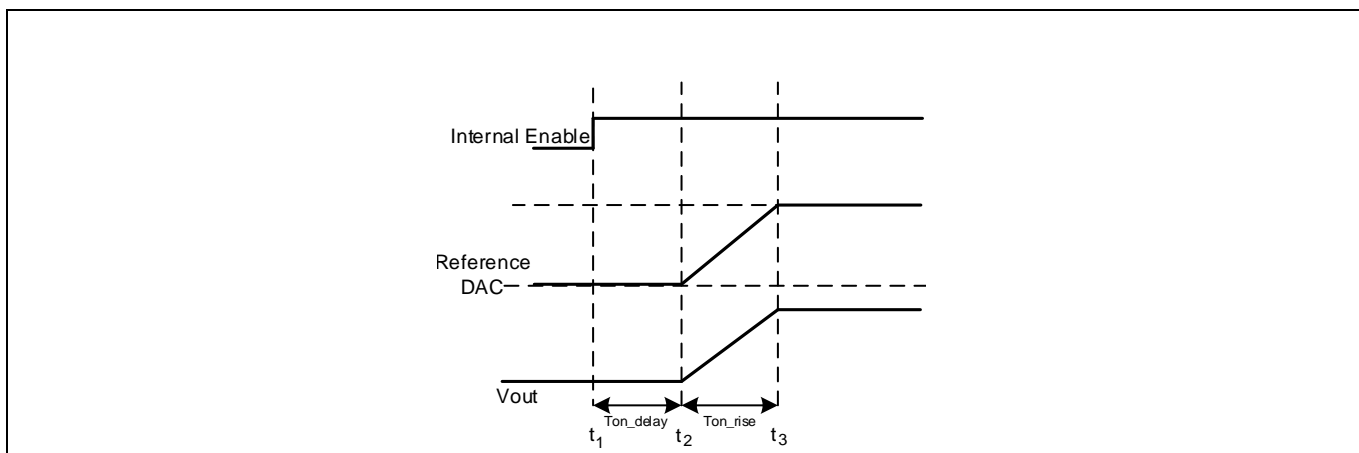 Internal Enable
Reference
DAC
Vout
Ton_delay
Ton_rise
t1
t2
t3